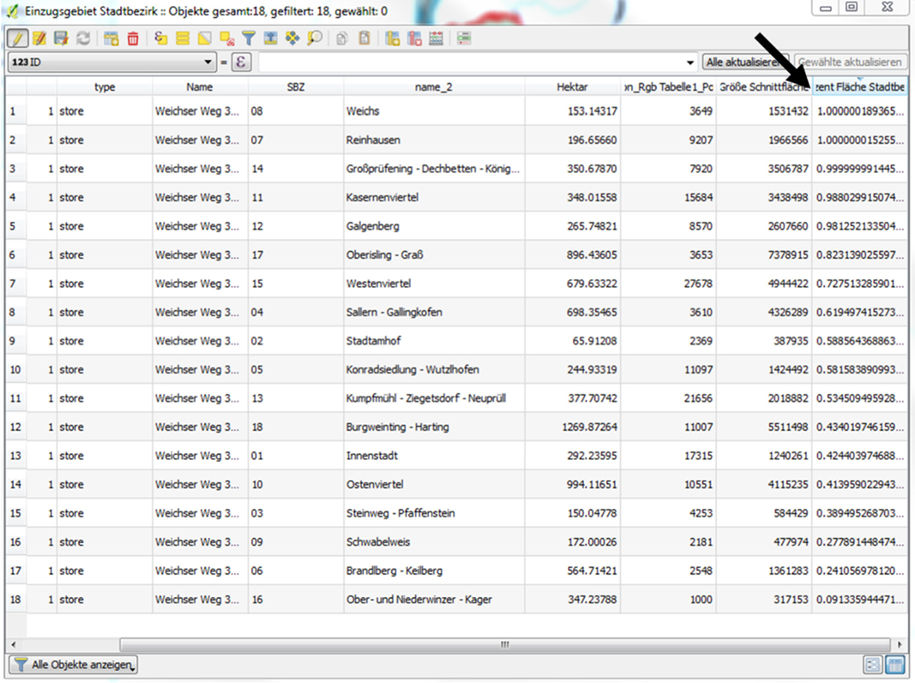 Einzugsgebiet Stadtbezirk :: Objekte gesamt:18, gefiltert: 18, gewählt: 0
123 ID = ε Alle aktualisieren Gewählte aktualisieren
type Name SBZ name_2 Hektar on_Rgb Tabelle1_Po Größe Schnittfläche zent Fläche Stadtbe
1 1 store Weichser Weg 3... 08 Weichs 153.14317 3649 1531432 1.000000189365...
2 1 store Weichser Weg 3... 07 Reinhausen 196.65660 9207 1966566 1.000000015255...
3 1 store Weichser Weg 3... 14 Großprüfening - Dechbetten - König... 350.67870 7920 3506787 0.999999991445...
4 1 store Weichser Weg 3... 11 Kasernenviertel 348.01558 15684 3438498 0.988029915074...
5 1 store Weichser Weg 3... 12 Galgenberg 265.74821 8570 2607660 0.981252133504...
6 1 store Weichser Weg 3... 17 Oberisling - Graß 896.43605 3653 7378915 0.823139025597...
7 1 store Weichser Weg 3... 15 Westenviertel 679.63322 27678 4944422 0.727513285901...
8 1 store Weichser Weg 3... 04 Sallern - Gallingkofen 698.35465 3610 4326289 0.619497415273...
9 1 store Weichser Weg 3... 02 Stadtamhof 65.91208 2369 387935 0.588564368863...
10 1 store Weichser Weg 3... 05 Konradsiedlung - Wutzlhofen 244.93319 11097 1424492 0.581583890993...
11 1 store Weichser Weg 3... 13 Kumpfmühl - Ziegetsdorf - Neuprüll 377.70742 21656 2018882 0.534509495928...
12 1 store Weichser Weg 3... 18 Burgweinting - Harting 1269.87264 11007 5511498 0.434019746159...
13 1 store Weichser Weg 3... 01 Innenstadt 292.23595 17315 1240261 0.424403974688...
14 1 store Weichser Weg 3... 10 Ostenviertel 994.11651 10551 4115235 0.413959022943...
15 1 store Weichser Weg 3... 03 Steinweg - Pfaffenstein 150.04778 4253 584429 0.389495268703...
16 1 store Weichser Weg 3... 09 Schwabelweis 172.00026 2181 477974 0.277891448474...
17 1 store Weichser Weg 3... 06 Brandlberg - Keilberg 564.71421 2548 1361283 0.241056978120...
18 1 store Weichser Weg 3... 16 Ober- und Niederwinzer - Kager 347.23788 1000 317153 0.091335944471...
Alle Objekte anzeigen